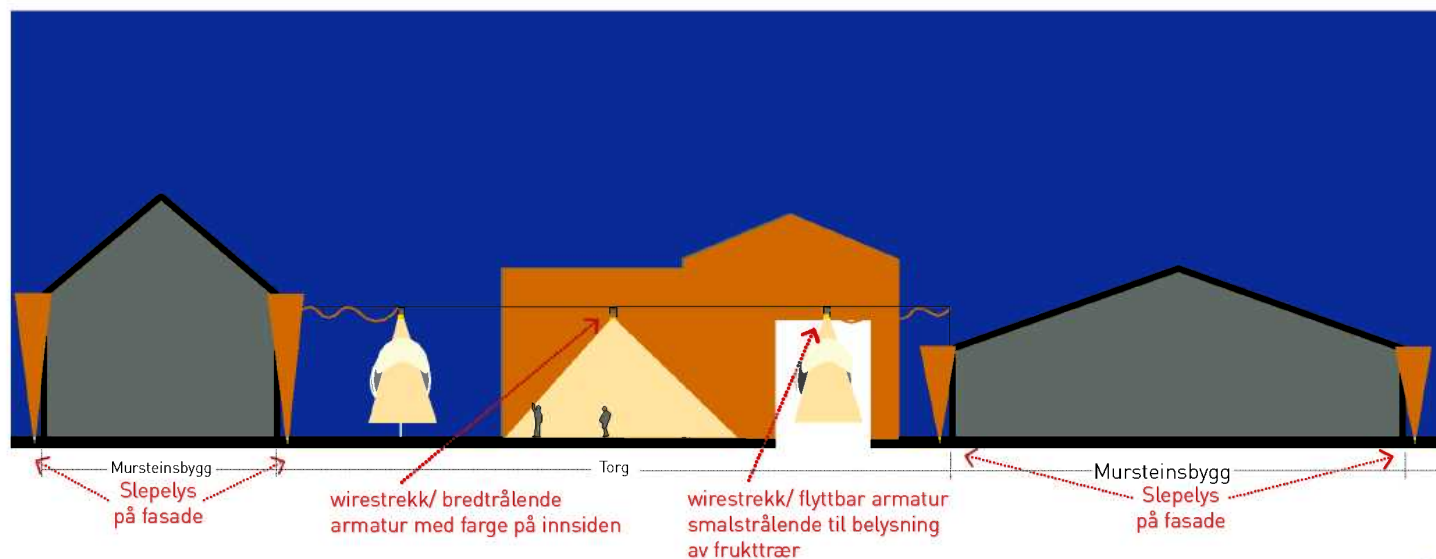 Mursteinsbygg
Slepelys
på fasade
wirestrekk/ bredtrålende
armatur med farge på innsiden
Torg
wirestrekk/ flyttbar armatur
smalstrålende til belysning
av frukttrær
Mursteinsbygg
Slepelys
på fasade